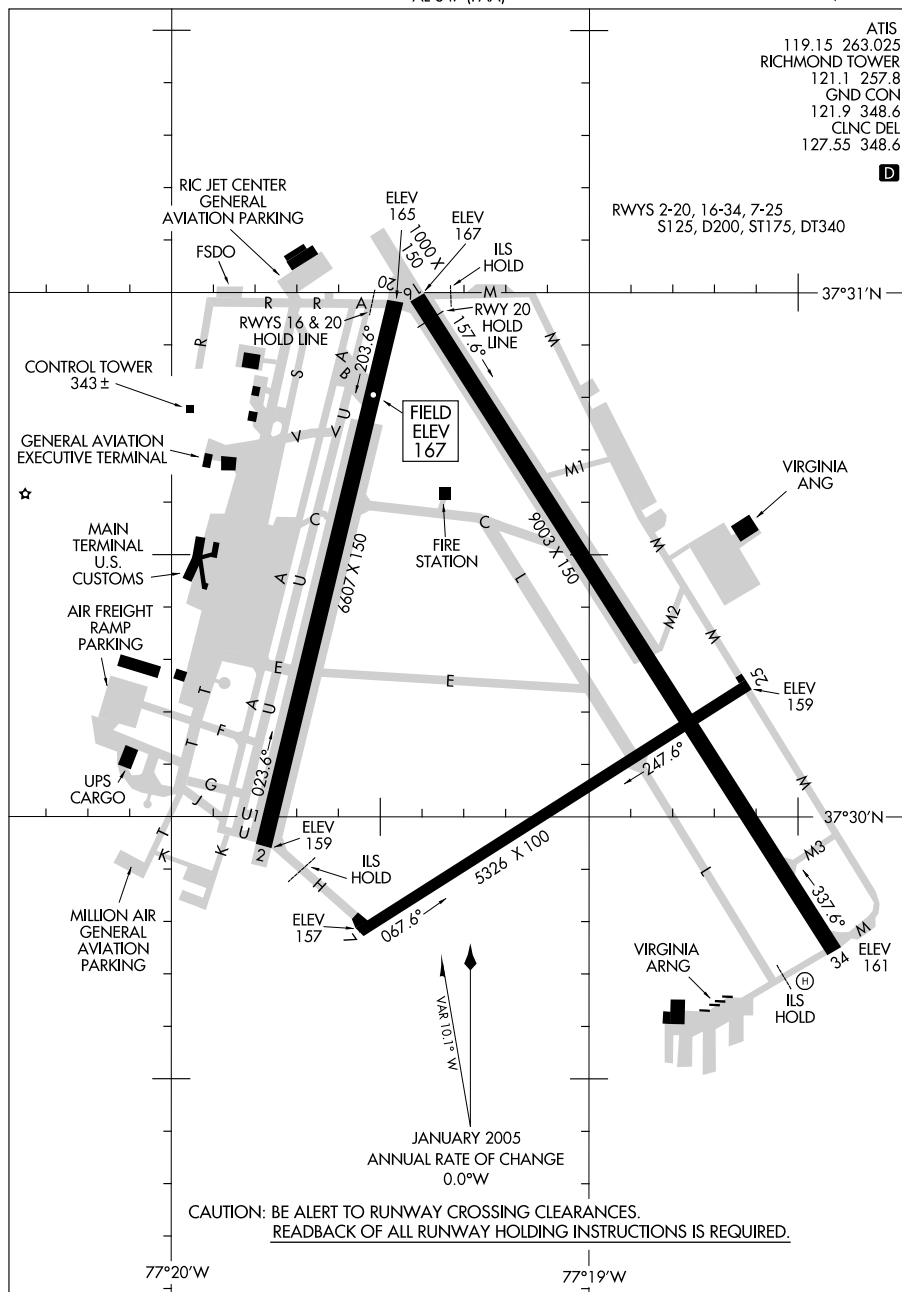 ATIS
119.15 263.025
RICHMOND TOWER
121.1 257.8
GND CON
121.9 348.6
CLNC DEL
127.55 348.6
D
RWYS 2-20, 16-34, 7-25
S125, D200, ST175, DT340
RIC JET CENTER
GENERAL
AVIATION PARKING
FSDO
ELEV
165
1000 X
150
ELEV
167
ILS
HOLD
20
16
R
R
A
M
37°31'N
RWYS 16 & 20
HOLD LINE
RWY 20
HOLD
LINE
203.6°
157.6°
R
S
A
B
M
CONTROL TOWER
343 ±
U
V
V
FIELD
ELEV
167
GENERAL AVIATION
EXECUTIVE TERMINAL
M1
VIRGINIA
ANG
C
C
FIRE
STATION
9003 X 150
M
MAIN
TERMINAL
U.S.
CUSTOMS
A
U
L
6607 X 150
AIR FREIGHT
RAMP
PARKING
M2
M
E
E
T
A
U
25
ELEV
159
F
T
023.6°
247.6°
UPS
CARGO
G
J
M
U1
U
U
37°30'N
T
K
K
2
ELEV
159
ILS
HOLD
H
5326 X 100
M3
L
337.6°
MILLION AIR
GENERAL
AVIATION
PARKING
ELEV
157
7
067.6°
M
34
ELEV
161
VIRGINIA
ARNG
H
ILS
HOLD
VAR 10.1° W
JANUARY 2005
ANNUAL RATE OF CHANGE
0.0°W
CAUTION: BE ALERT TO RUNWAY CROSSING CLEARANCES.
READBACK OF ALL RUNWAY HOLDING INSTRUCTIONS IS REQUIRED.
77°20'W
77°19'W